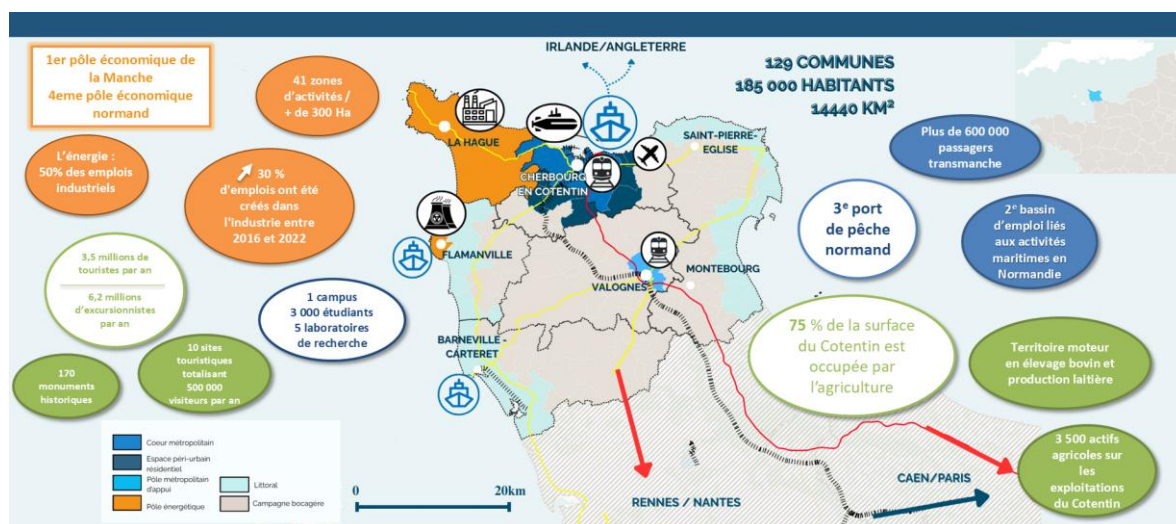 1er pôle économique de
la Manche
4eme pôle économique
normand
41 zones
d'activités /
+ de 300 Ha
L'énergie :
50% des emplois
industriels
30 %
d'emplois ont été
créés dans
l'industrie entre
2016 et 2022
3,5 millions de
touristes par an
6,2 millions
d'excursionnistes
par an
1 campus
3 000 étudiants
5 laboratoires
de recherche
170
monuments
historiques
10 sites
touristiques
totalisant
500 000
visiteurs par an
IRLANDE/ANGLETERRE
129 COMMUNES
185 000 HABITANTS
14440 KM²
LA HAGUE
SAINT-PIERRE-
EGLISE
CHERBOURG
EN COTENTIN
FLAMANVILLE
VALOGNES
MONTEBOURG
BARNEVILLE -
CARTERET
Plus de 600 000
passagers
transmanche
3e port
de pêche
normand
2e bassin
d'emploi liés
aux activités
maritimes en
Normandie
75 % de la surface
du Cotentin est
occupée par
l'agriculture
Territoire moteur
en élevage bovin et
production laitière
3 500 actifs
agricoles sur
les
exploitations
du Cotentin
Coeur métropolitain
Espace péri-urbain
résidentiel
Pôle métropolitain
d'appui
Pôle énergétique
Littoral
Campagne bocagère
0 20km
RENNES / NANTES
CAEN/PARIS